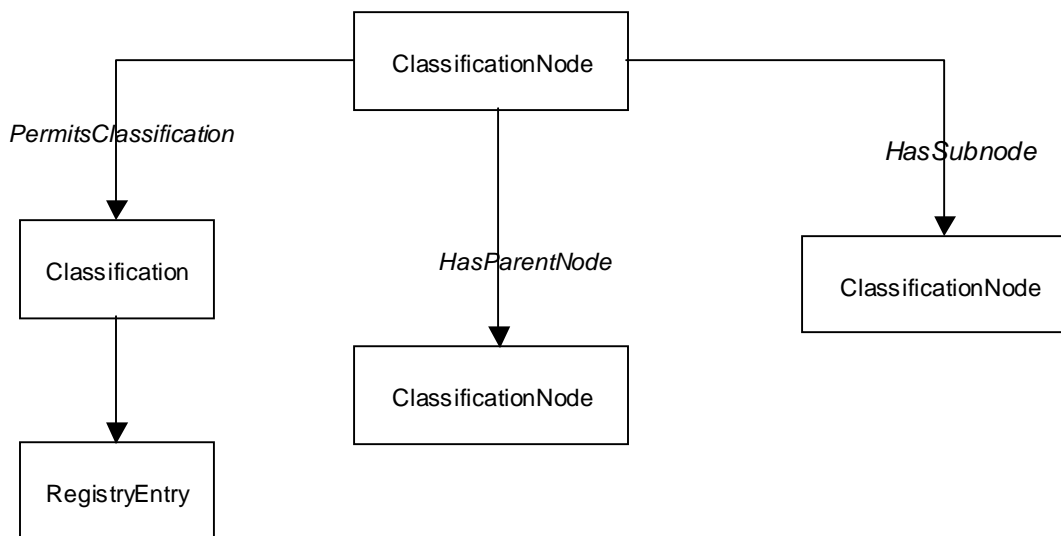 ClassificationNode
PermitsClassification
HasSubnode
Classification
HasParentNode
ClassificationNode
ClassificationNode
RegistryEntry